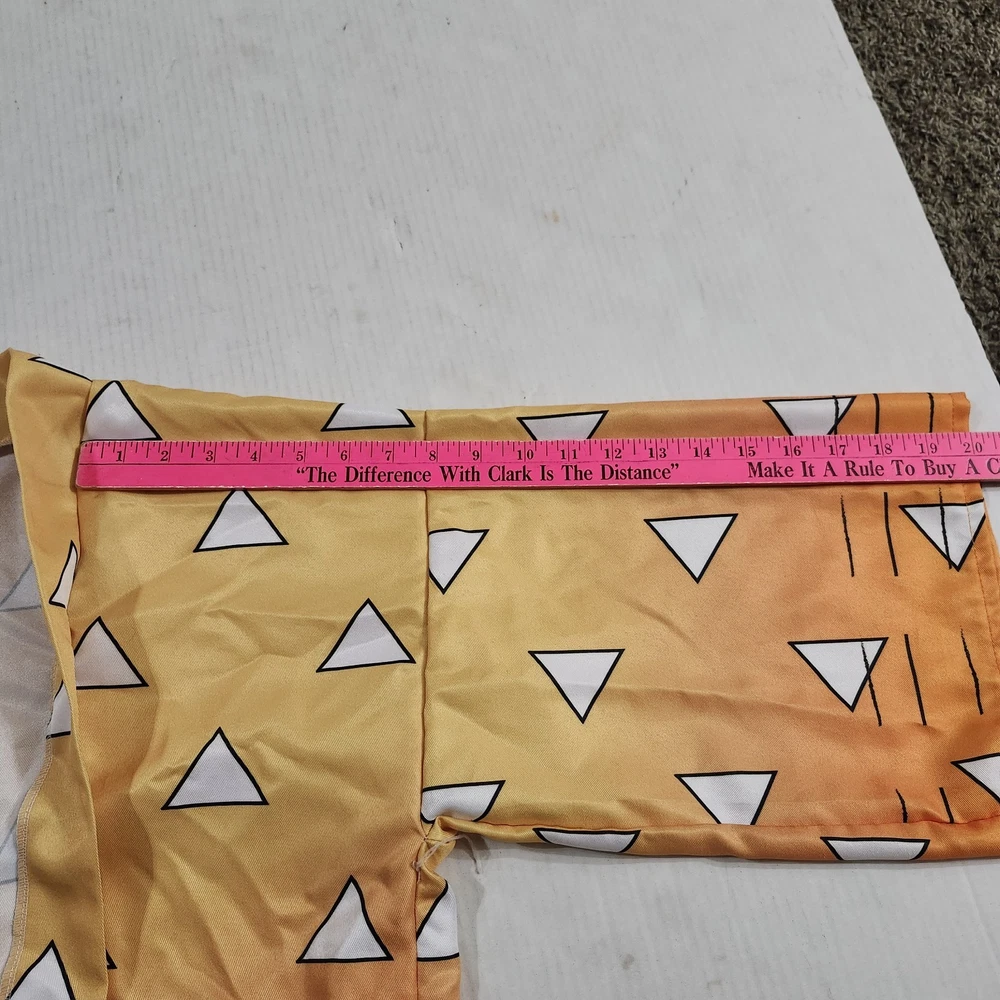 1 2 3 4 5 6 7 8 9 10 11 12 13 14 15 16 17 18 19 20
“The Difference With Clark Is The Distance” Make It A Rule To Buy A C